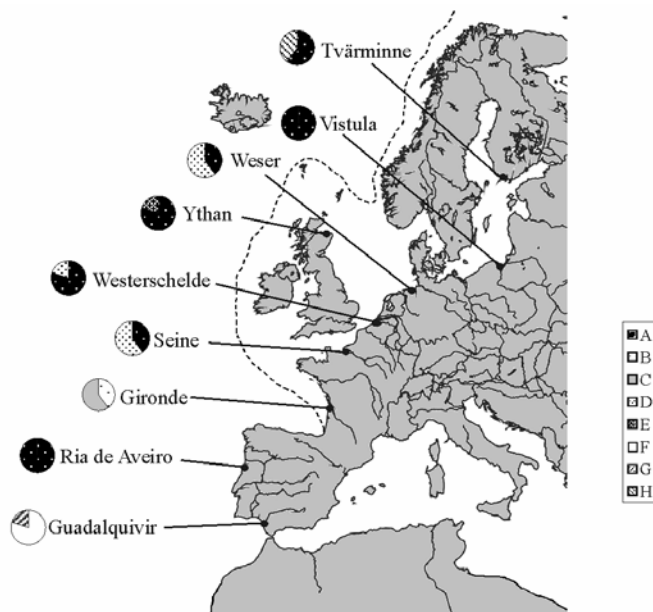 Tvärminne
Vistula
Weser
Ythan
Westerschelde
Seine
Gironde
Ria de Aveiro
Guadalquivir
A
B
C
D
E
F
G
H